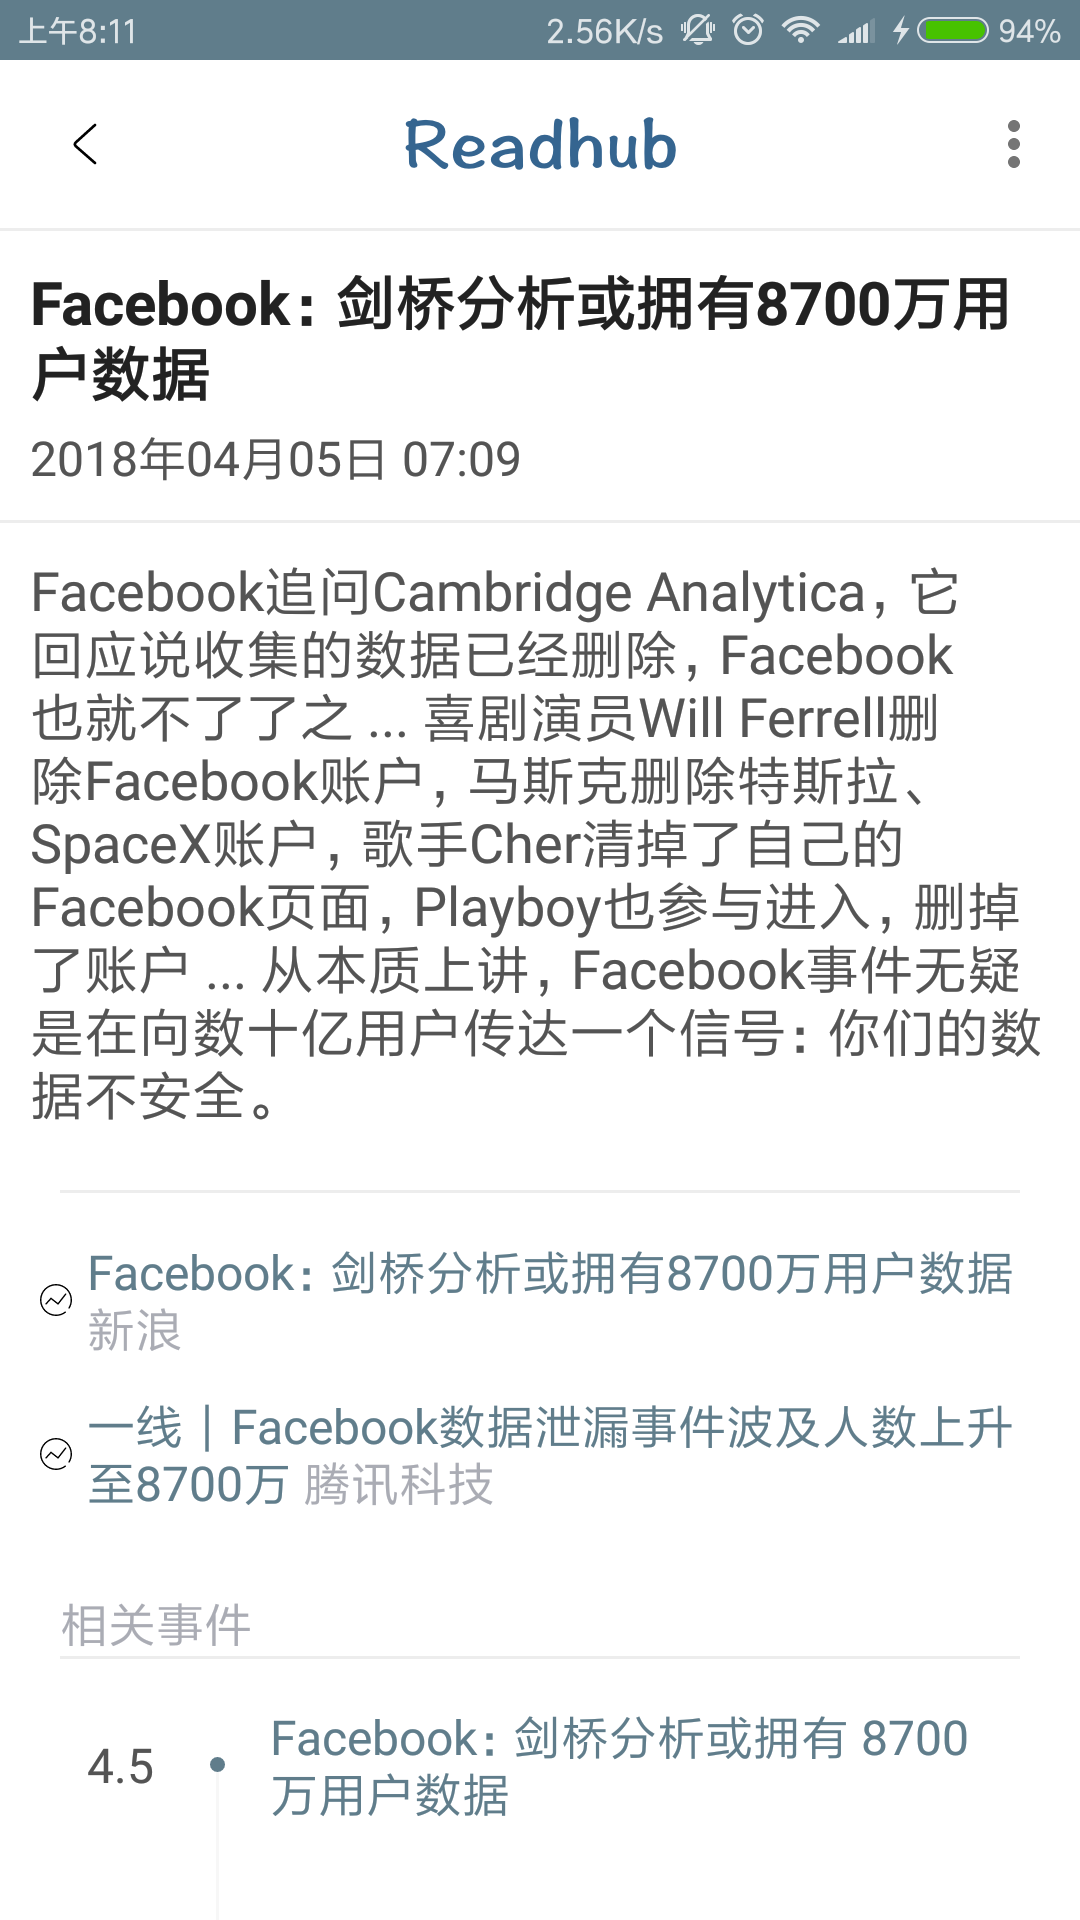 上午8:11 2.56K/s 94%
Readhub
Facebook：剑桥分析或拥有8700万用
户数据
2018年04月05日 07:09
Facebook追问Cambridge Analytica，它
回应说收集的数据已经删除，Facebook
也就不了了之 ... 喜剧演员Will Ferrell删
除Facebook账户，马斯克删除特斯拉、
SpaceX账户，歌手Cher清掉了自己的
Facebook页面，Playboy也参与进入，删掉
了账户 ... 从本质上讲，Facebook事件无疑
是在向数十亿用户传达一个信号：你们的数
据不安全。
Facebook：剑桥分析或拥有8700万用户数据
新浪
一线｜Facebook数据泄漏事件波及人数上升
至8700万 腾讯科技
相关事件
4.5
Facebook：剑桥分析或拥有 8700
万用户数据